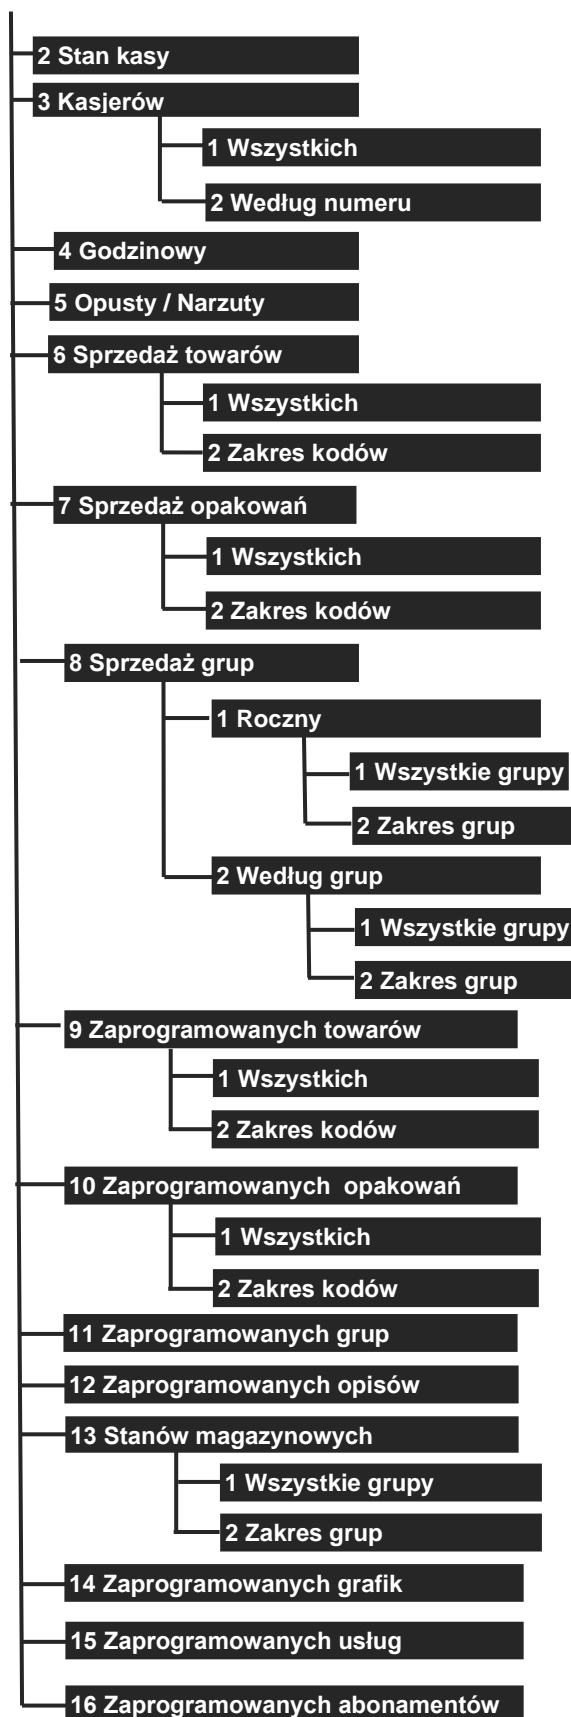 2 Stan kasy
3 Kasjerów
1 Wszystkich
2 Według numeru
4 Godzinowy
5 Opusty / Narzuty
6 Sprzedaż towarów
1 Wszystkich
2 Zakres kodów
7 Sprzedaż opakowań
1 Wszystkich
2 Zakres kodów
8 Sprzedaż grup
1 Roczny
1 Wszystkie grupy
2 Zakres grup
2 Według grup
1 Wszystkie grupy
2 Zakres grup
9 Zaprogramowanych towarów
1 Wszystkich
2 Zakres kodów
10 Zaprogramowanych opakowań
1 Wszystkich
2 Zakres kodów
11 Zaprogramowanych grup
12 Zaprogramowanych opisów
13 Stanów magazynowych
1 Wszystkie grupy
2 Zakres grup
14 Zaprogramowanych grafik
15 Zaprogramowanych usług
16 Zaprogramowanych abonamentów